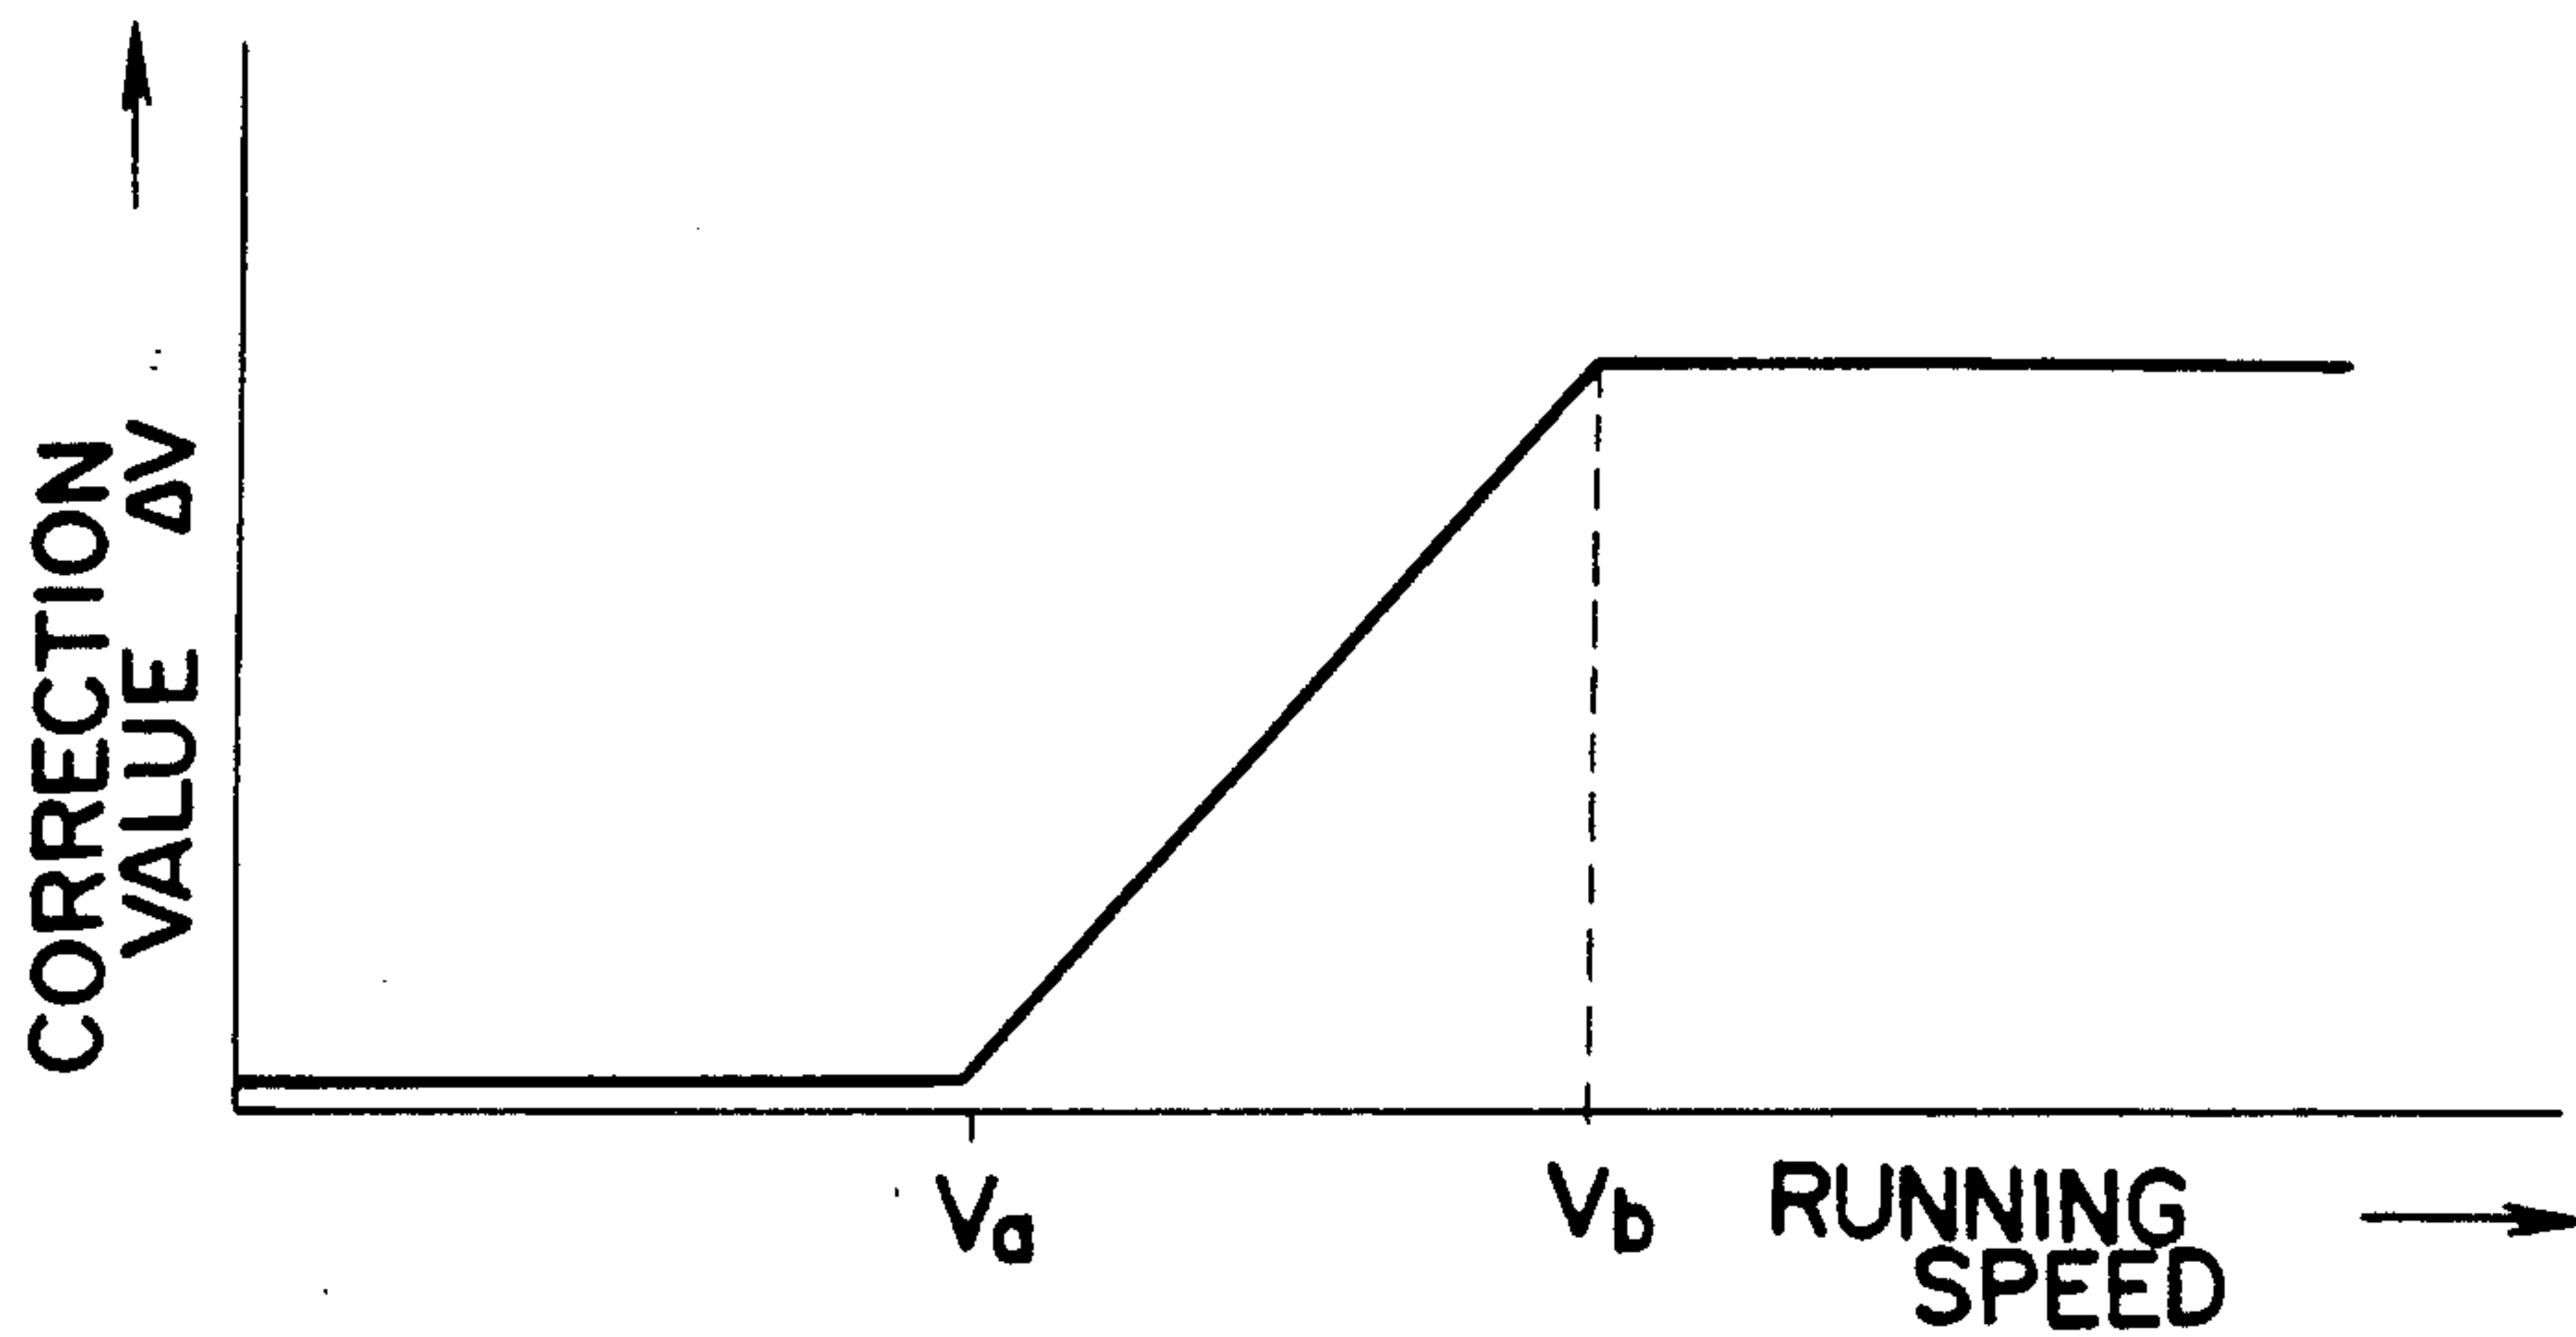 CORRECTION
VALUE ΔV
Va
Vb
RUNNING
SPEED